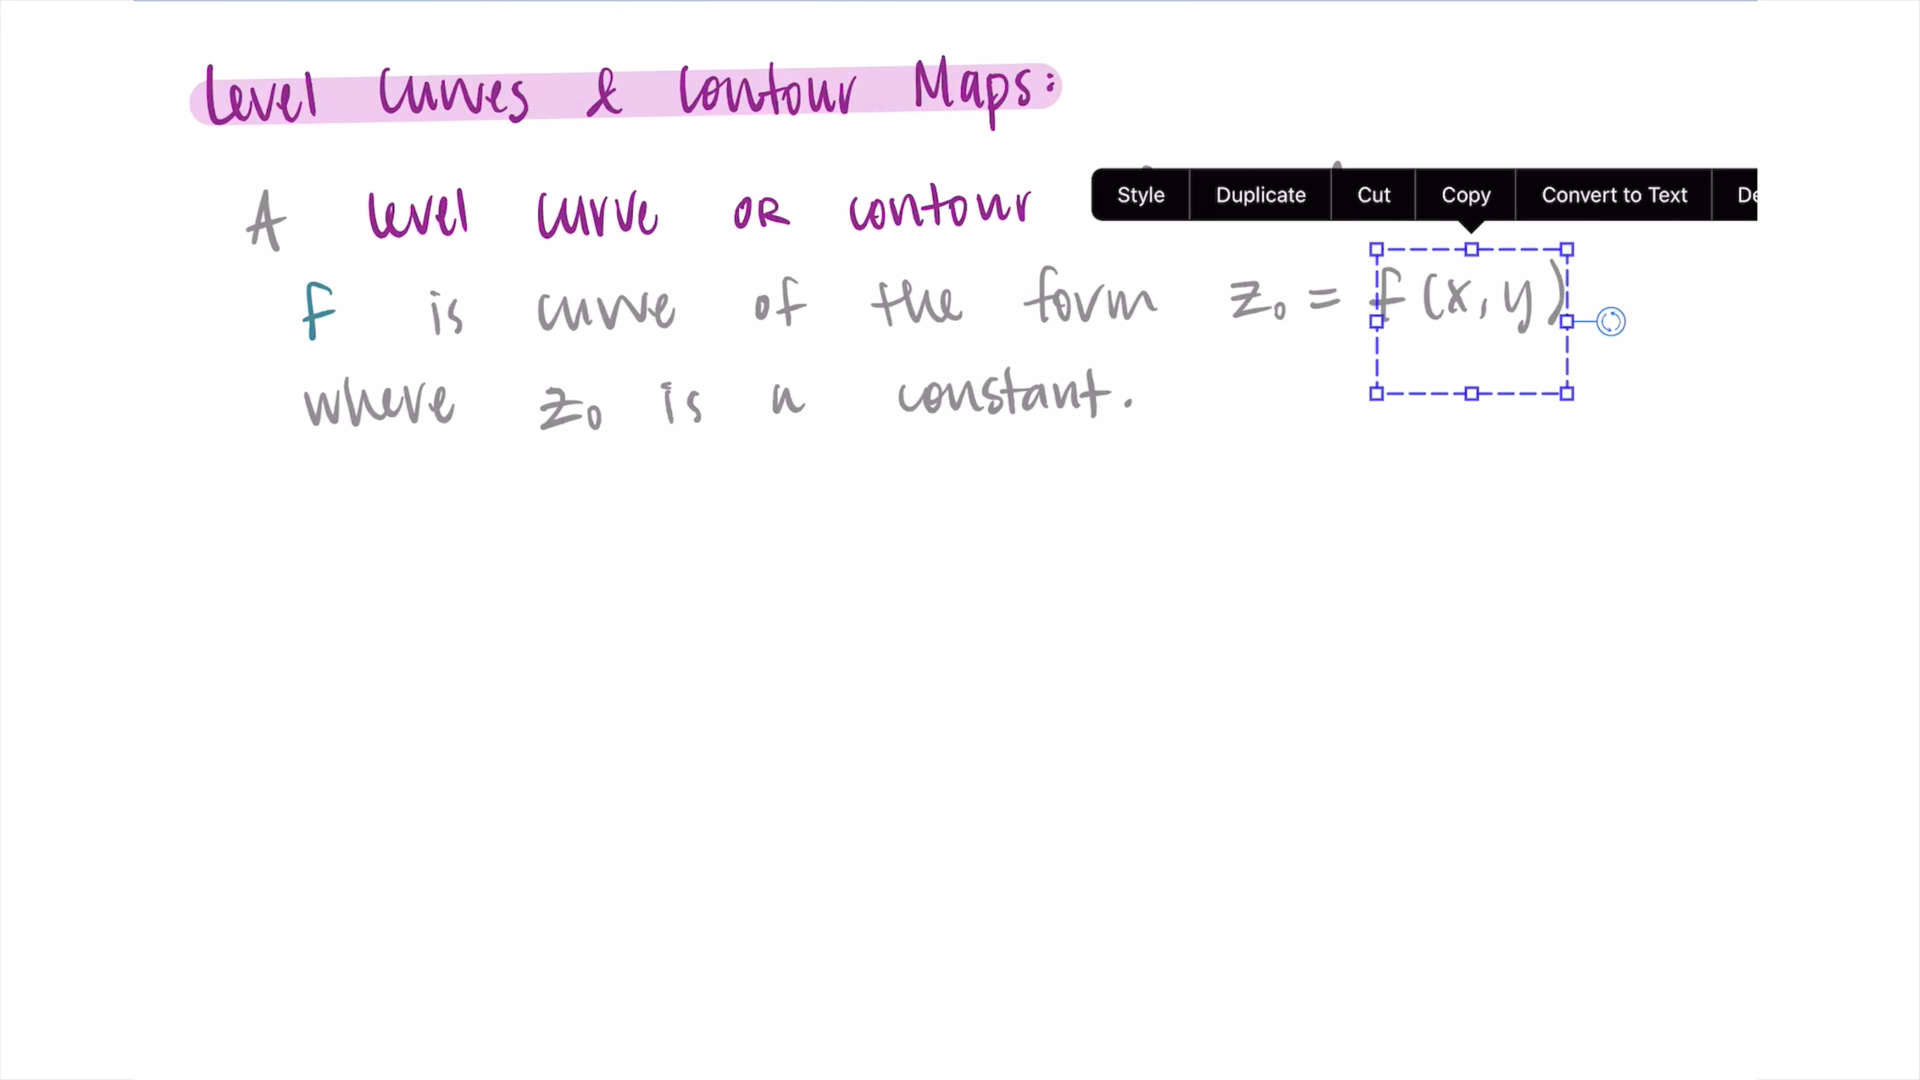 Level Curves & Contour Maps:
A level curve OR contour
Style Duplicate Cut Copy Convert to Text
f is curve of the form z₀ = f(x, y)
where z₀ is a constant.